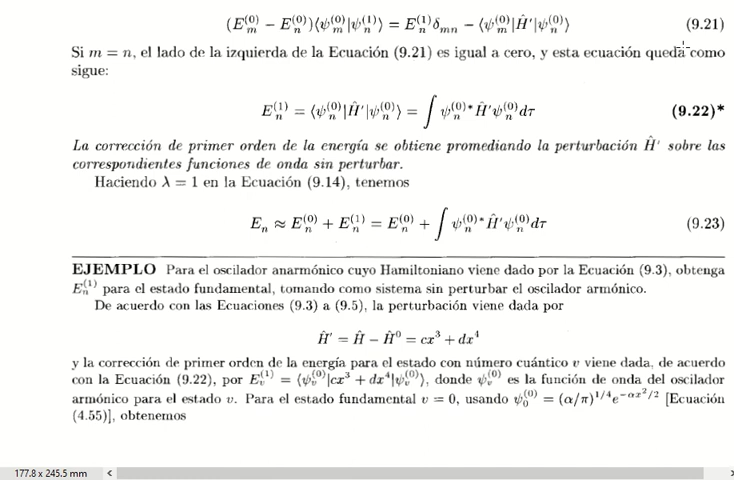 (E_m^{(0)} − E_n^{(0)})⟨ψ_m^{(0)}|ψ_n^{(1)}⟩ = E_n^{(1)}δ_{mn} − ⟨ψ_m^{(0)}|Ĥ′|ψ_n^{(0)}⟩ (9.21)
Si m = n, el lado de la izquierda de la Ecuación (9.21) es igual a cero, y esta ecuación queda como
sigue:
E_n^{(1)} = ⟨ψ_n^{(0)}|Ĥ′|ψ_n^{(0)}⟩ = ∫ ψ_n^{(0)*} Ĥ′ψ_n^{(0)} dτ (9.22)*
La corrección de primer orden de la energía se obtiene promediando la perturbación Ĥ′ sobre las
correspondientes funciones de onda sin perturbar.
Haciendo λ = 1 en la Ecuación (9.14), tenemos
E_n ≈ E_n^{(0)} + E_n^{(1)} = E_n^{(0)} + ∫ ψ_n^{(0)*} Ĥ′ψ_n^{(0)} dτ (9.23)
EJEMPLO Para el oscilador anarmónico cuyo Hamiltoniano viene dado por la Ecuación (9.3), obtenga
E_n^{(1)} para el estado fundamental, tomando como sistema sin perturbar el oscilador armónico.
De acuerdo con las Ecuaciones (9.3) a (9.5), la perturbación viene dada por
Ĥ′ = Ĥ − Ĥ^0 = cx^3 + dx^4
y la corrección de primer orden de la energía para el estado con número cuántico v viene dada, de acuerdo
con la Ecuación (9.22), por E_v^{(1)} = ⟨ψ_v^{(0)}|cx^3 + dx^4|ψ_v^{(0)}⟩, donde ψ_v^{(0)} es la función de onda del oscilador
armónico para el estado v. Para el estado fundamental v = 0, usando ψ_0^{(0)} = (α/π)^{1/4}e^{−αx^2/2} [Ecuación
(4.55)], obtenemos
177.8 x 245.5 mm